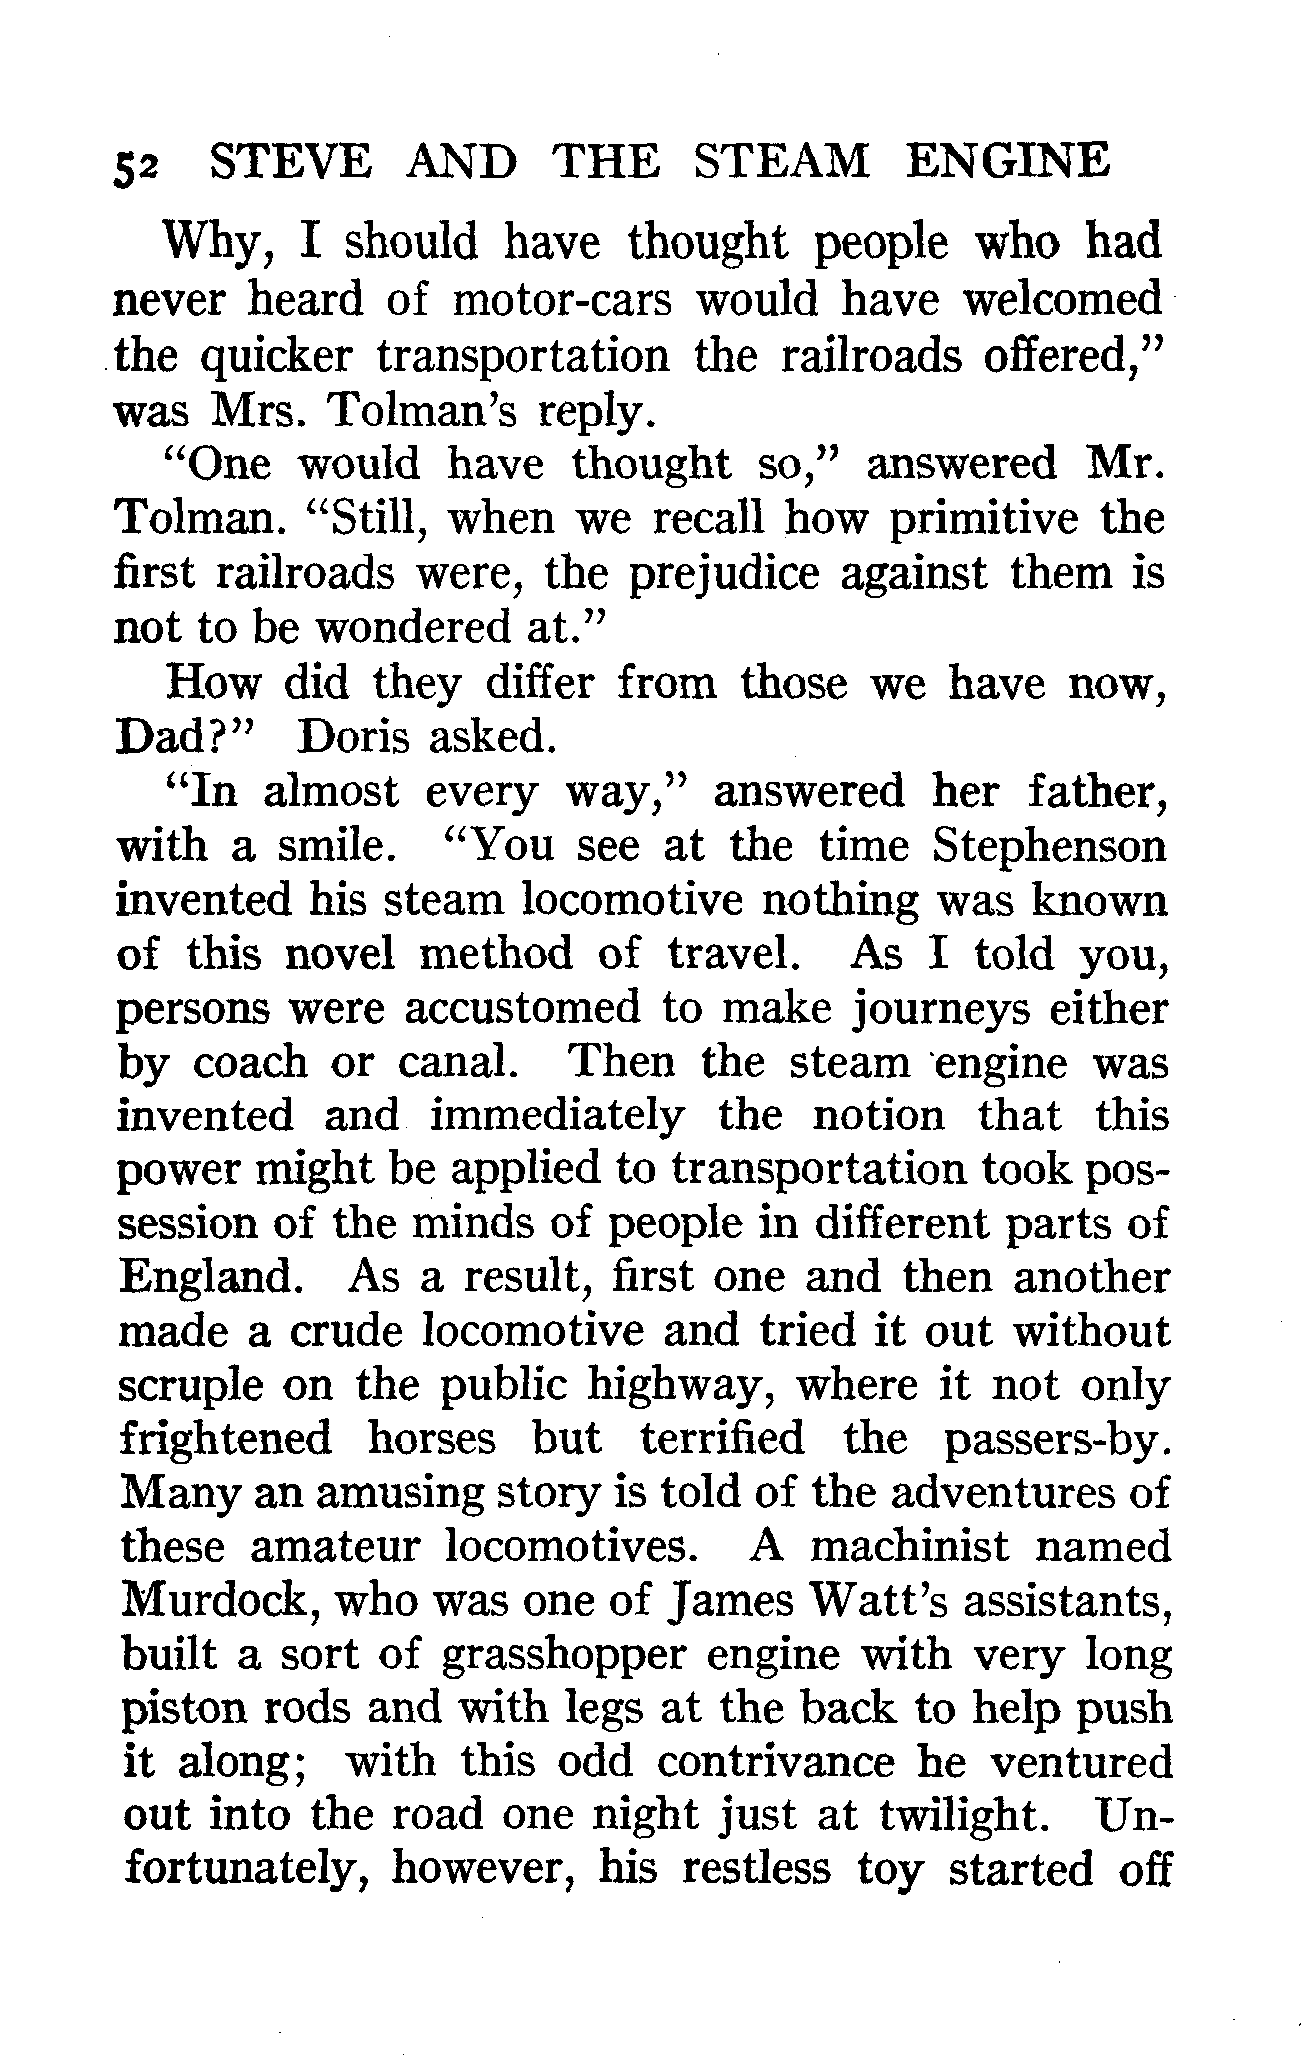 52 STEVE AND THE STEAM ENGINE
Why, I should have thought people who had
never heard of motor-cars would have welcomed
the quicker transportation the railroads offered,”
was Mrs. Tolman’s reply.
“One would have thought so,” answered Mr.
Tolman. “Still, when we recall how primitive the
first railroads were, the prejudice against them is
not to be wondered at.”
How did they differ from those we have now,
Dad?” Doris asked.
“In almost every way,” answered her father,
with a smile. “You see at the time Stephenson
invented his steam locomotive nothing was known
of this novel method of travel. As I told you,
persons were accustomed to make journeys either
by coach or canal. Then the steam engine was
invented and immediately the notion that this
power might be applied to transportation took pos-
session of the minds of people in different parts of
England. As a result, first one and then another
made a crude locomotive and tried it out without
scruple on the public highway, where it not only
frightened horses but terrified the passers-by.
Many an amusing story is told of the adventures of
these amateur locomotives. A machinist named
Murdock, who was one of James Watt’s assistants,
built a sort of grasshopper engine with very long
piston rods and with legs at the back to help push
it along; with this odd contrivance he ventured
out into the road one night just at twilight. Un-
fortunately, however, his restless toy started off